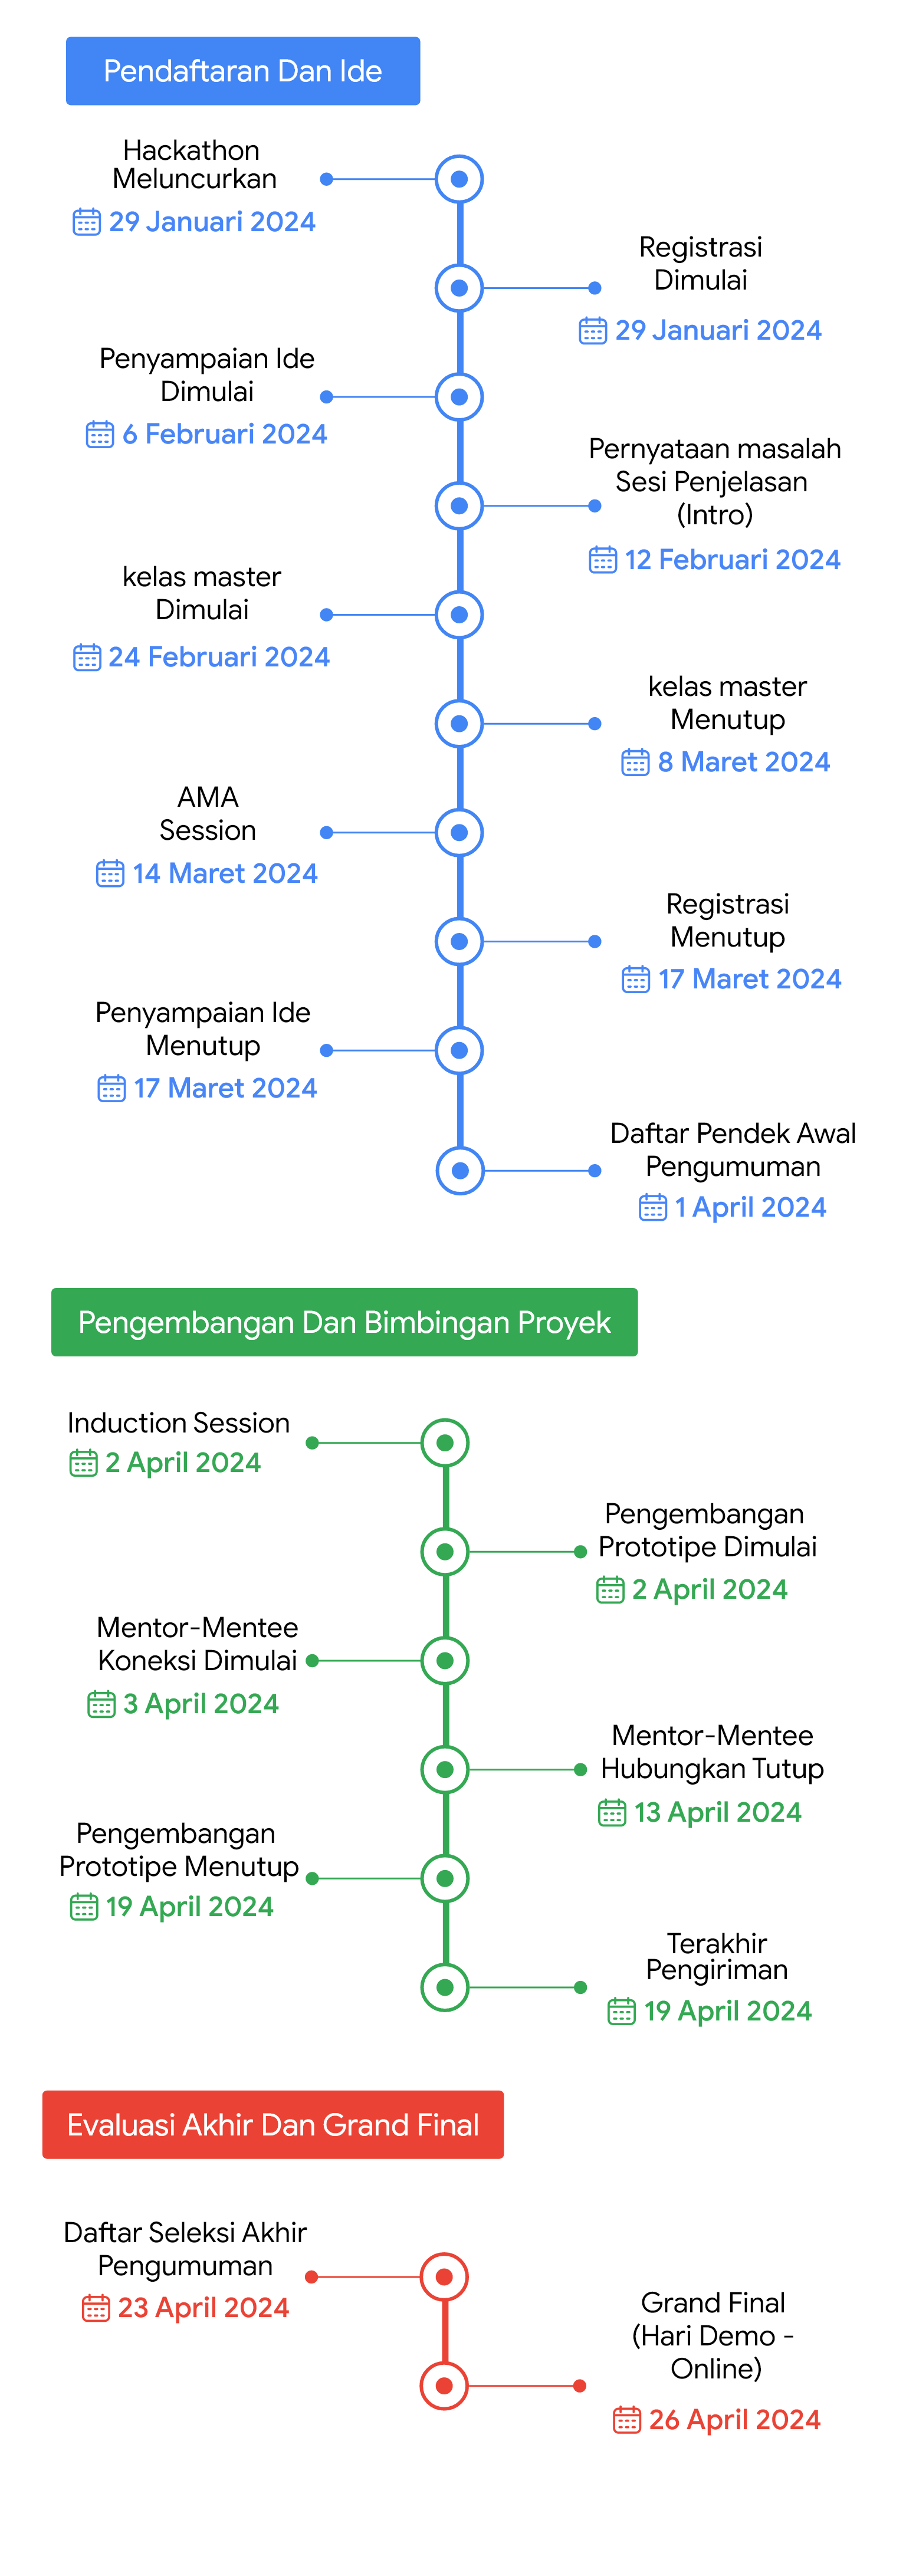 Pendaftaran Dan Ide
Hackathon
Meluncurkan
29 Januari 2024
Registrasi
Dimulai
29 Januari 2024
Penyampaian Ide
Dimulai
6 Februari 2024
Pernyataan masalah
Sesi Penjelasan
(Intro)
12 Februari 2024
kelas master
Dimulai
24 Februari 2024
kelas master
Menutup
8 Maret 2024
AMA
Session
14 Maret 2024
Registrasi
Menutup
17 Maret 2024
Penyampaian Ide
Menutup
17 Maret 2024
Daftar Pendek Awal
Pengumuman
1 April 2024
Pengembangan Dan Bimbingan Proyek
Induction Session
2 April 2024
Pengembangan
Prototipe Dimulai
2 April 2024
Mentor-Mentee
Koneksi Dimulai
3 April 2024
Mentor-Mentee
Hubungkan Tutup
13 April 2024
Pengembangan
Prototipe Menutup
19 April 2024
Terakhir
Pengiriman
19 April 2024
Evaluasi Akhir Dan Grand Final
Daftar Seleksi Akhir
Pengumuman
23 April 2024
Grand Final
(Hari Demo -
Online)
26 April 2024